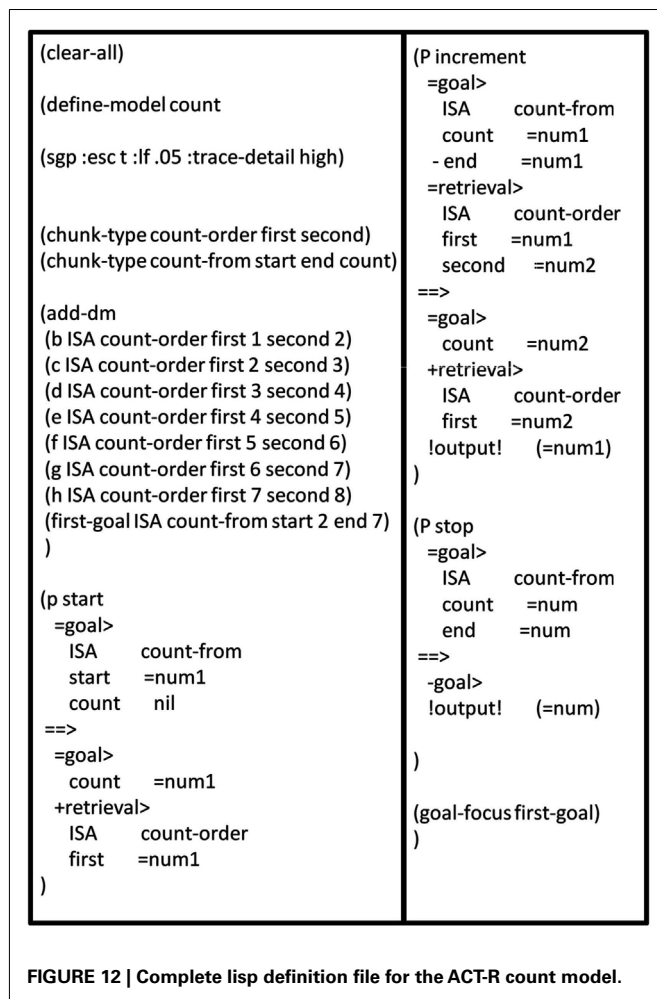 (clear-all)
(define-model count
(sgp :esc t :lf .05 :trace-detail high)
(chunk-type count-order first second)
(chunk-type count-from start end count)
(add-dm
(b ISA count-order first 1 second 2)
(c ISA count-order first 2 second 3)
(d ISA count-order first 3 second 4)
(e ISA count-order first 4 second 5)
(f ISA count-order first 5 second 6)
(g ISA count-order first 6 second 7)
(h ISA count-order first 7 second 8)
(first-goal ISA count-from start 2 end 7)
)
(p start
=goal>
ISA count-from
start =num1
count nil
==>
=goal>
count =num1
+retrieval>
ISA count-order
first =num1
)
(P increment
=goal>
ISA count-from
count =num1
- end =num1
=retrieval>
ISA count-order
first =num1
second =num2
==>
=goal>
count =num2
+retrieval>
ISA count-order
first =num2
!output! (=num1)
)
(P stop
=goal>
ISA count-from
count =num
end =num
==>
-goal>
!output! (=num)
)
(goal-focus first-goal)
)
FIGURE 12 | Complete lisp definition file for the ACT-R count model.